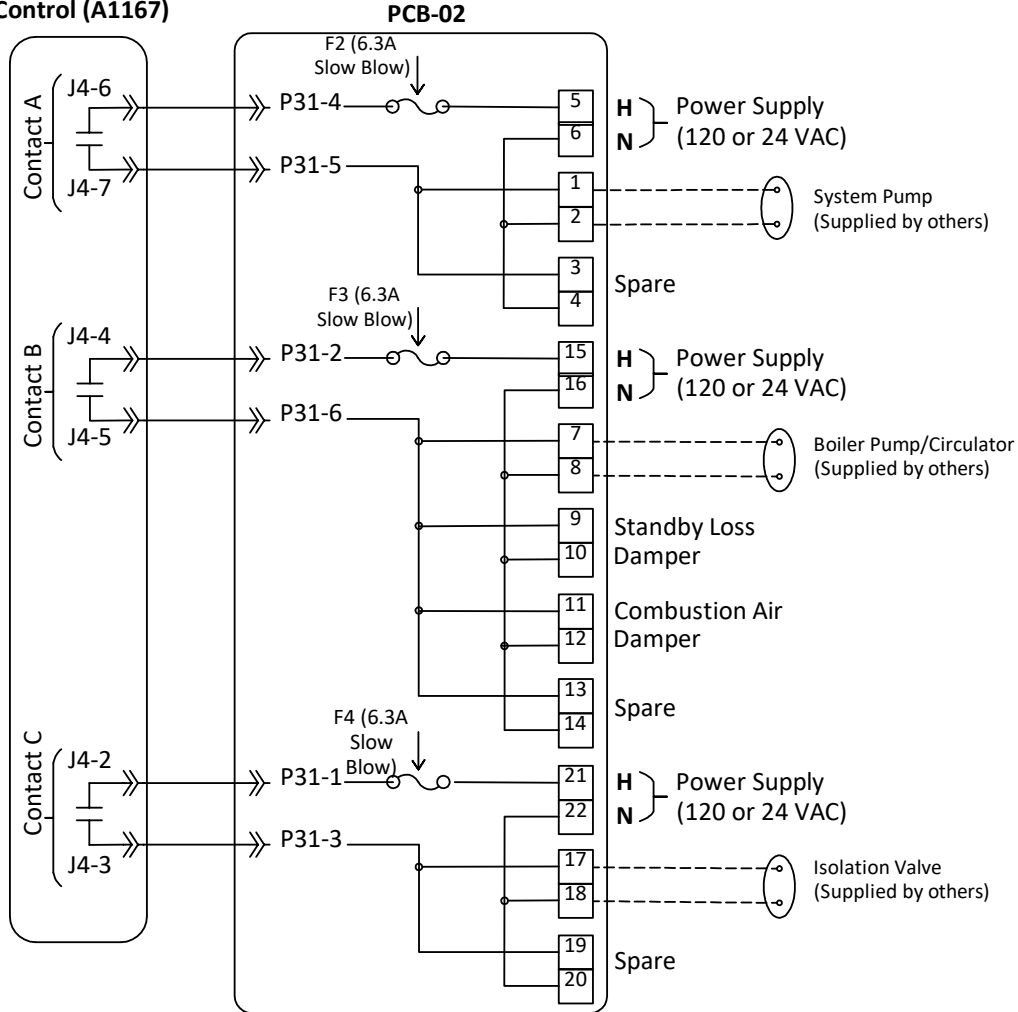 Control (A1167)
PCB-02
Contact A
J4-6
J4-7
P31-4
F2 (6.3A
Slow Blow)
P31-5
5
6
H
N
Power Supply
(120 or 24 VAC)
1
2
System Pump
(Supplied by others)
3
4
Spare
Contact B
J4-4
J4-5
P31-2
F3 (6.3A
Slow Blow)
P31-6
15
16
H
N
Power Supply
(120 or 24 VAC)
7
8
Boiler Pump/Circulator
(Supplied by others)
9
10
Standby Loss
Damper
11
12
Combustion Air
Damper
13
14
Spare
Contact C
J4-2
J4-3
P31-1
F4 (6.3A
Slow
Blow)
P31-3
21
22
H
N
Power Supply
(120 or 24 VAC)
17
18
Isolation Valve
(Supplied by others)
19
20
Spare